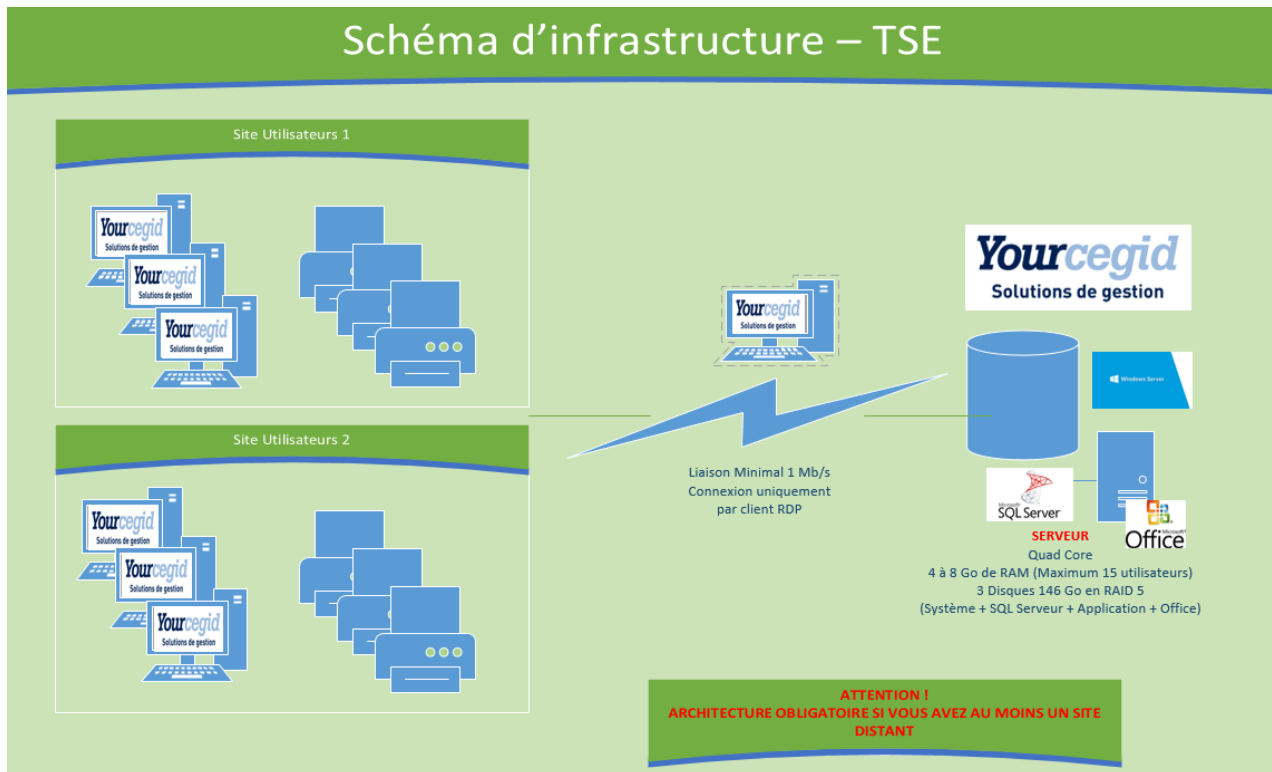 Schéma d'infrastructure – TSE
Site Utilisateurs 1
Yourcegid
Solutions de gestion
Yourcegid
Solutions de gestion
Yourcegid
Solutions de gestion
Site Utilisateurs 2
Yourcegid
Solutions de gestion
Yourcegid
Solutions de gestion
Yourcegid
Solutions de gestion
Yourcegid
Solutions de gestion
Liaison Minimal 1 Mb/s
Connexion uniquement
par client RDP
Yourcegid
Solutions de gestion
Windows Server
Microsoft
SQL Server
Microsoft
Office
SERVEUR
Quad Core
4 à 8 Go de RAM (Maximum 15 utilisateurs)
3 Disques 146 Go en RAID 5
(Système + SQL Serveur + Application + Office)
ATTENTION !
ARCHITECTURE OBLIGATOIRE SI VOUS AVEZ AU MOINS UN SITE
DISTANT